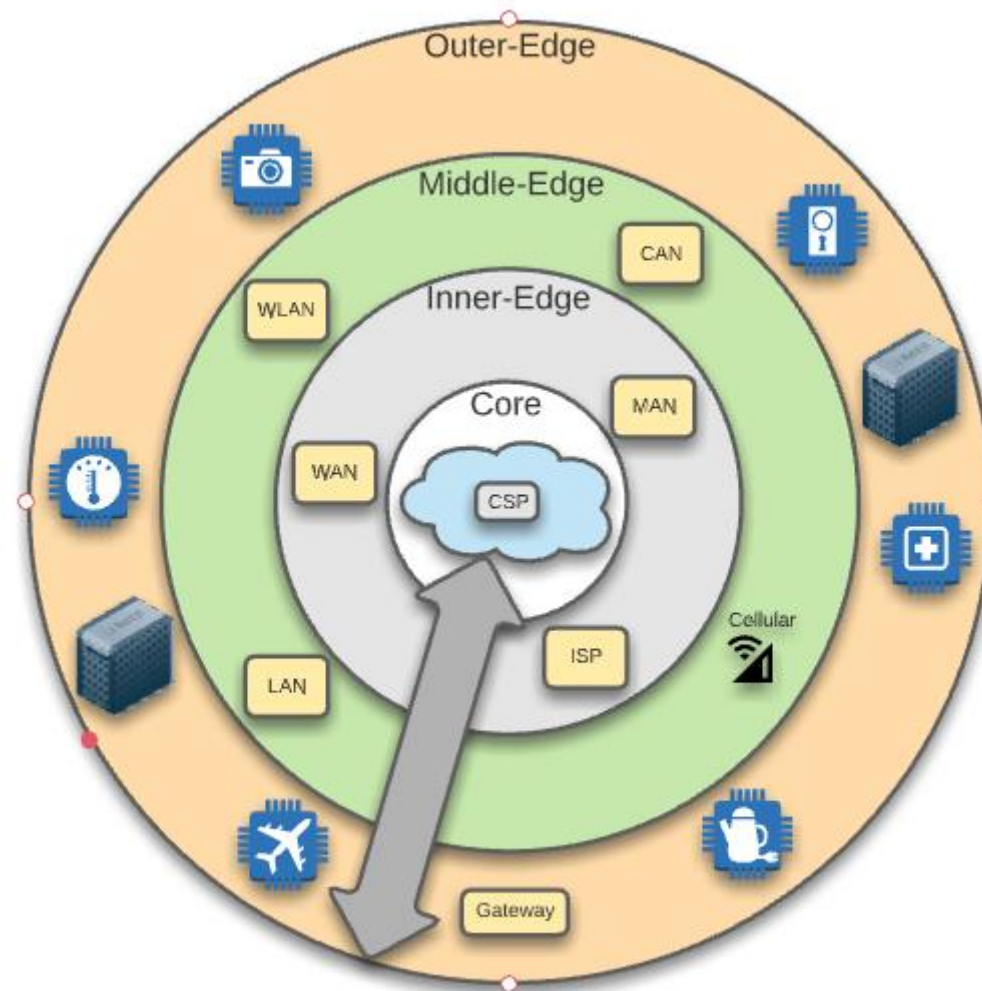 Outer-Edge
Middle-Edge
CAN
Inner-Edge
WLAN
Core
MAN
WAN
CSP
Cellular
ISP
LAN
Gateway